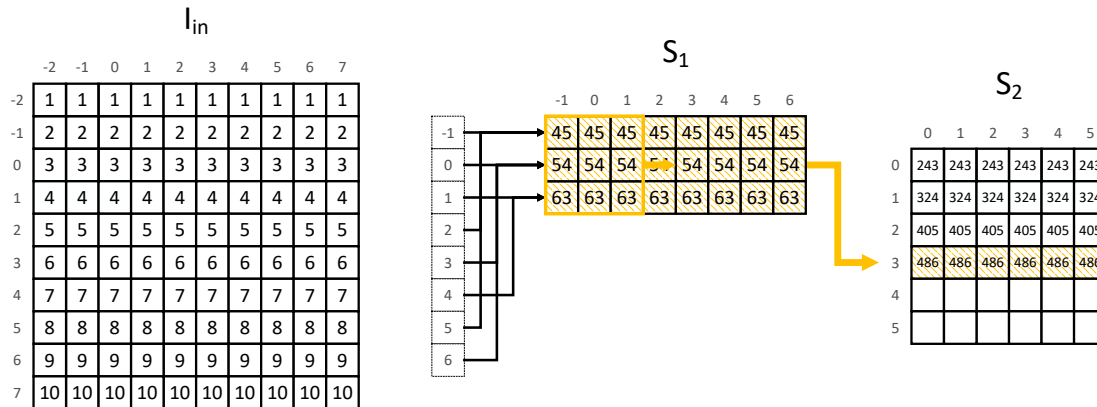 I_in
-2 -1 0 1 2 3 4 5 6 7
-2 1 1 1 1 1 1 1 1 1 1
-1 2 2 2 2 2 2 2 2 2 2
0 3 3 3 3 3 3 3 3 3 3
1 4 4 4 4 4 4 4 4 4 4
2 5 5 5 5 5 5 5 5 5 5
3 6 6 6 6 6 6 6 6 6 6
4 7 7 7 7 7 7 7 7 7 7
5 8 8 8 8 8 8 8 8 8 8
6 9 9 9 9 9 9 9 9 9 9
7 10 10 10 10 10 10 10 10 10 10
-1
0
1
2
3
4
5
6
S_1
-1 0 1 2 3 4 5 6
45 45 45 45 45 45 45 45
54 54 54 54 54 54 54 54
63 63 63 63 63 63 63 63
S_2
0 1 2 3 4 5
0 243 243 243 243 243 243
1 324 324 324 324 324 324
2 405 405 405 405 405 405
3 486 486 486 486 486 486
4
5